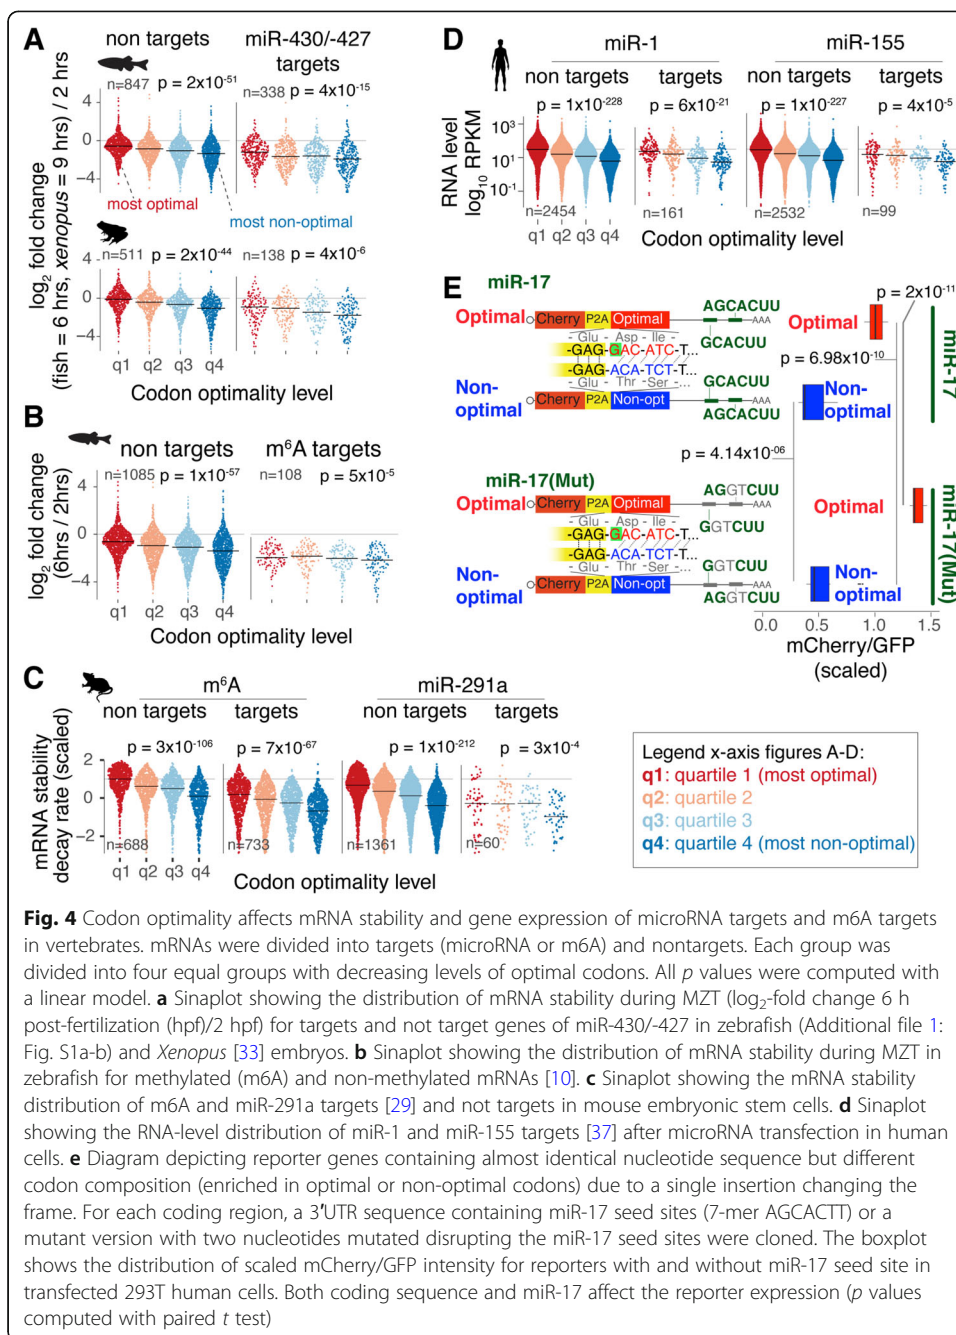 A
non targets
miR-430/-427
targets
n=847
p = 2x10-51
n=338
p = 4x10-15
4
0
−4
most optimal
most non-optimal
n=511
p = 2x10-44
n=138
p = 4x10-6
4
0
−4
q1 q2 q3 q4
log2 fold change
(fish = 6 hrs, xenopus = 9 hrs) / 2 hrs
Codon optimality level
B
non targets
m6A targets
n=1085
p = 1x10-57
n=108
p = 5x10-5
4
0
−4
q1 q2 q3 q4
log2 fold change
(6hrs / 2hrs)
Codon optimality level
C
m6A
miR-291a
non targets
targets
non targets
targets
p = 3x10-106
p = 7x10-67
p = 1x10-212
p = 3x10-4
2
0
−2
n=688
n=733
n=1361
n=60
q1 q2 q3 q4
mRNA stability
decay rate (scaled)
Codon optimality level
D
miR-1
miR-155
non targets
targets
non targets
targets
p = 1x10-228
p = 6x10-21
p = 1x10-227
p = 4x10-5
103
101
10-1
n=2454
n=161
n=2532
n=99
q1 q2 q3 q4
RNA level
log10 RPKM
Codon optimality level
E
miR-17
Optimal
Cherry P2A Optimal
AGCACUU
AAA
- Glu - Asp - Ile -
GCACUU
-GAG-GAC-ATC-T...
-GAG-ACA-TCT-T...
- Glu - Thr - Ser - ...
GCACUU
Non-
optimal
Cherry P2A Non-opt
AAA
AGCACUU
miR-17(Mut)
Optimal
Cherry P2A Optimal
AGGTCUU
AAA
- Glu - Asp - Ile -
GGTCUU
-GAG-GAC-ATC-T...
-GAG-ACA-TCT-T...
- Glu - Thr - Ser - ...
GGTCUU
Non-
optimal
Cherry P2A Non-opt
AAA
AGGTCUU
p = 2x10-11
Optimal
p = 6.98x10-10
Non-
optimal
miR-17
p = 4.14x10-06
Optimal
Non-
optimal
miR-17(Mut)
0.0 0.5 1.0 1.5
mCherry/GFP
(scaled)
Legend x-axis figures A-D:
q1: quartile 1 (most optimal)
q2: quartile 2
q3: quartile 3
q4: quartile 4 (most non-optimal)
Fig. 4 Codon optimality affects mRNA stability and gene expression of microRNA targets and m6A targets
in vertebrates. mRNAs were divided into targets (microRNA or m6A) and nontargets. Each group was
divided into four equal groups with decreasing levels of optimal codons. All p values were computed with
a linear model. a Sinaplot showing the distribution of mRNA stability during MZT (log2-fold change 6 h
post-fertilization (hpf)/2 hpf) for targets and not target genes of miR-430/-427 in zebrafish (Additional file 1:
Fig. S1a-b) and Xenopus [33] embryos. b Sinaplot showing the distribution of mRNA stability during MZT in
zebrafish for methylated (m6A) and non-methylated mRNAs [10]. c Sinaplot showing the mRNA stability
distribution of m6A and miR-291a targets [29] and not targets in mouse embryonic stem cells. d Sinaplot
showing the RNA-level distribution of miR-1 and miR-155 targets [37] after microRNA transfection in human
cells. e Diagram depicting reporter genes containing almost identical nucleotide sequence but different
codon composition (enriched in optimal or non-optimal codons) due to a single insertion changing the
frame. For each coding region, a 3′UTR sequence containing miR-17 seed sites (7-mer AGCACTT) or a
mutant version with two nucleotides mutated disrupting the miR-17 seed sites were cloned. The boxplot
shows the distribution of scaled mCherry/GFP intensity for reporters with and without miR-17 seed site in
transfected 293T human cells. Both coding sequence and miR-17 affect the reporter expression (p values
computed with paired t test)